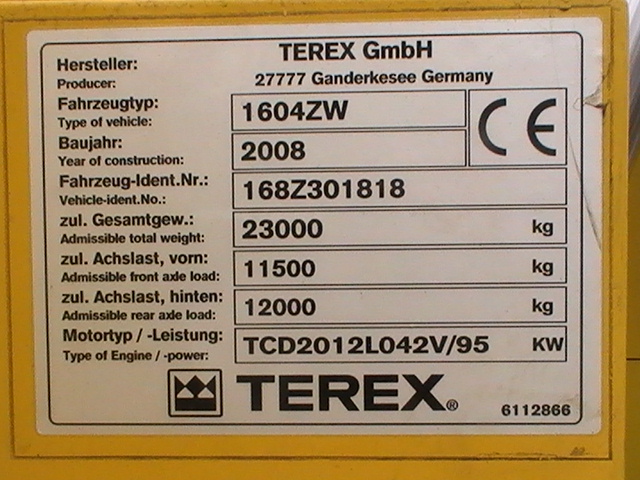 Hersteller: TEREX GmbH
Producer: 27777 Ganderkesee Germany
Fahrzeugtyp: 1604ZW
Type of vehicle:
CE
Baujahr: 2008
Year of construction:
Fahrzeug-Ident.Nr.: 168Z301818
Vehicle-ident.No.:
zul. Gesamtgew.: 23000 kg
Admissible total weight:
zul. Achslast, vorn: 11500 kg
Admissible front axle load:
zul. Achslast, hinten: 12000 kg
Admissible rear axle load:
Motortyp / -Leistung: TCD2012L042V/95 KW
Type of Engine / -power:
TEREX®
6112866